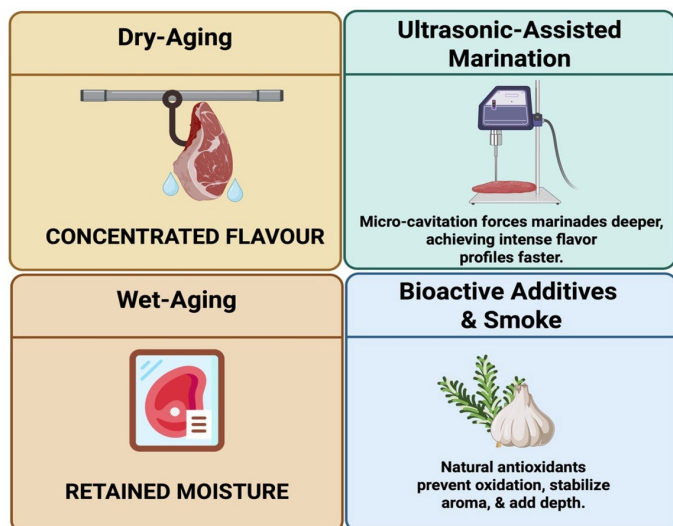 Dry-Aging
CONCENTRATED FLAVOUR
Ultrasonic-Assisted
Marination
Micro-cavitation forces marinades deeper,
achieving intense flavor
profiles faster.
Wet-Aging
RETAINED MOISTURE
Bioactive Additives
& Smoke
Natural antioxidants
prevent oxidation, stabilize
aroma, & add depth.